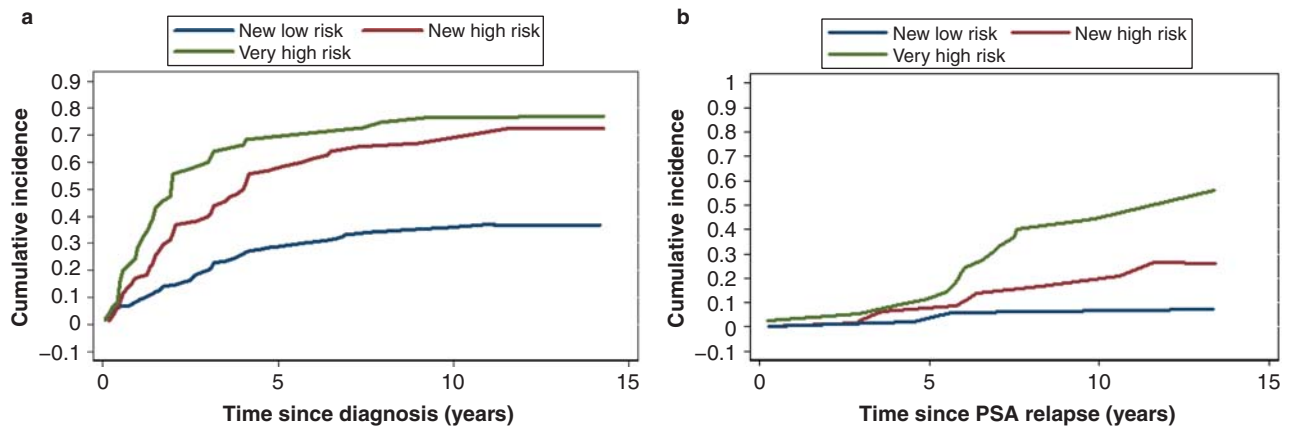 a
New low risk
New high risk
Very high risk
Cumulative incidence
0.9
0.8
0.7
0.6
0.5
0.4
0.3
0.2
0.1
0
−0.1
0
5
10
15
Time since diagnosis (years)
b
New low risk
New high risk
Very high risk
Cumulative incidence
1
0.9
0.8
0.7
0.6
0.5
0.4
0.3
0.2
0.1
0
−0.1
0
5
10
15
Time since PSA relapse (years)